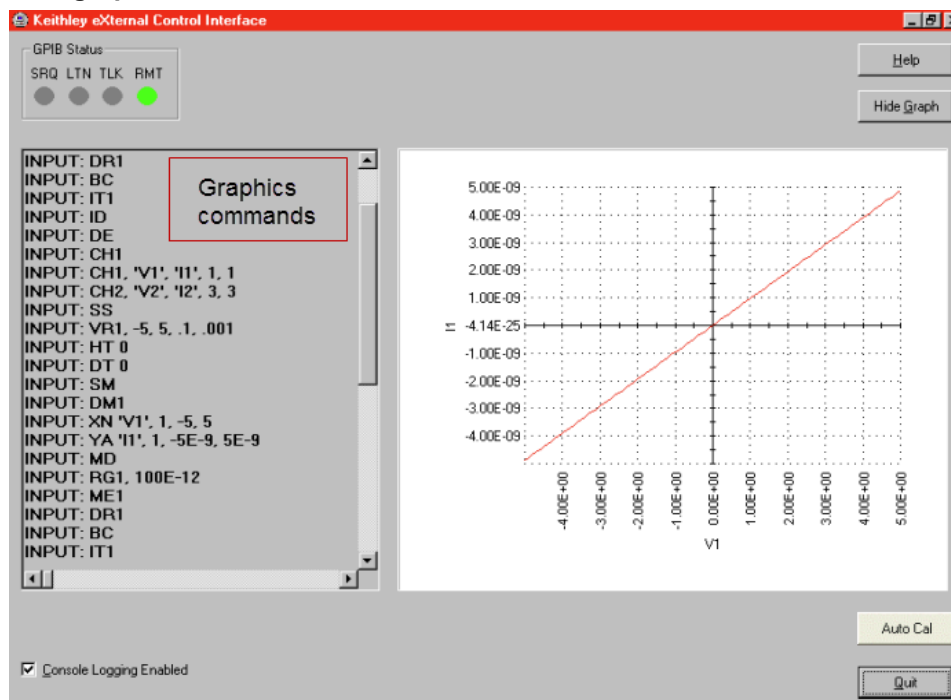 Keithley eXternal Control Interface
GPIB Status
SRQ LTN TLK RMT
Help
Hide Graph
INPUT: DR1
INPUT: BC
INPUT: IT1
INPUT: ID
INPUT: DE
INPUT: CH1
INPUT: CH1, 'V1', 'I1', 1, 1
INPUT: CH2, 'V2', 'I2', 3, 3
INPUT: SS
INPUT: VR1, -5, 5, .1, .001
INPUT: HT 0
INPUT: DT 0
INPUT: SM
INPUT: DM1
INPUT: XN 'V1', 1, -5, 5
INPUT: YA 'I1', 1, -5E-9, 5E-9
INPUT: MD
INPUT: RG1, 100E-12
INPUT: ME1
INPUT: DR1
INPUT: BC
INPUT: IT1
Graphics
commands
5.00E-09
4.00E-09
3.00E-09
2.00E-09
1.00E-09
I1
-4.14E-25
-1.00E-09
-2.00E-09
-3.00E-09
-4.00E-09
-4.00E+00
-3.00E+00
-2.00E+00
-1.00E+00
0.00E+00
1.00E+00
2.00E+00
3.00E+00
4.00E+00
5.00E+00
V1
Auto Cal
Console Logging Enabled
Quit